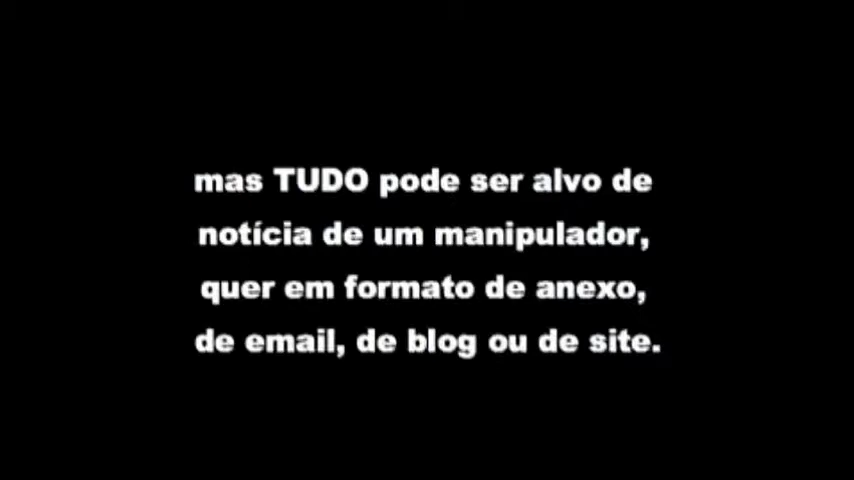 mas TUDO pode ser alvo de
notícia de um manipulador,
quer em formato de anexo,
de email, de blog ou de site.